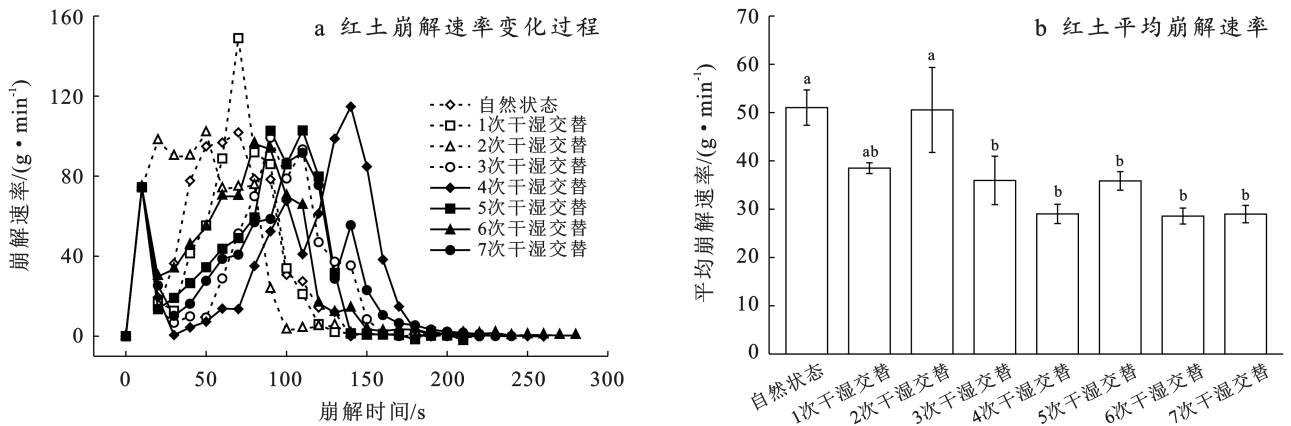 a 红土崩解速率变化过程
崩解速率/(g·min-1)
160
120
80
40
0
自然状态
1次干湿交替
2次干湿交替
3次干湿交替
4次干湿交替
5次干湿交替
6次干湿交替
7次干湿交替
0 50 100 150 200 250 300
崩解时间/s
b 红土平均崩解速率
平均崩解速率/(g·min-1)
70
60
50
40
30
20
10
0
a
ab
a
b
b
b
b
b
自然状态
1次干湿交替
2次干湿交替
3次干湿交替
4次干湿交替
5次干湿交替
6次干湿交替
7次干湿交替